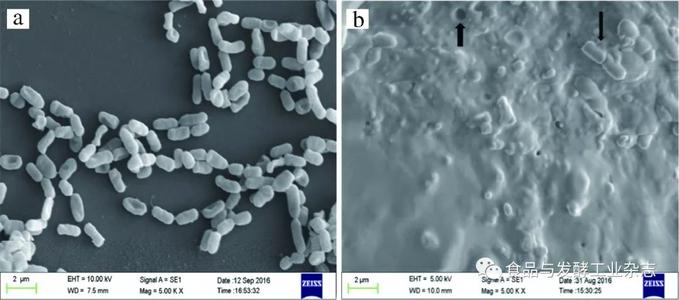 a
b
2 μm
EHT = 10.00 kV
WD = 7.5 mm
Signal A = SE1
Mag = 5.00 K X
Date :12 Sep 2016
Time :16:53:32
ZEISS
2 μm
EHT = 5.00 kV
WD = 10.0 mm
Signal A = SE1
Mag = 5.00 K X
Date :31 Aug 2016
Time :15:30:25
ZEISS
食品与发酵工业杂志